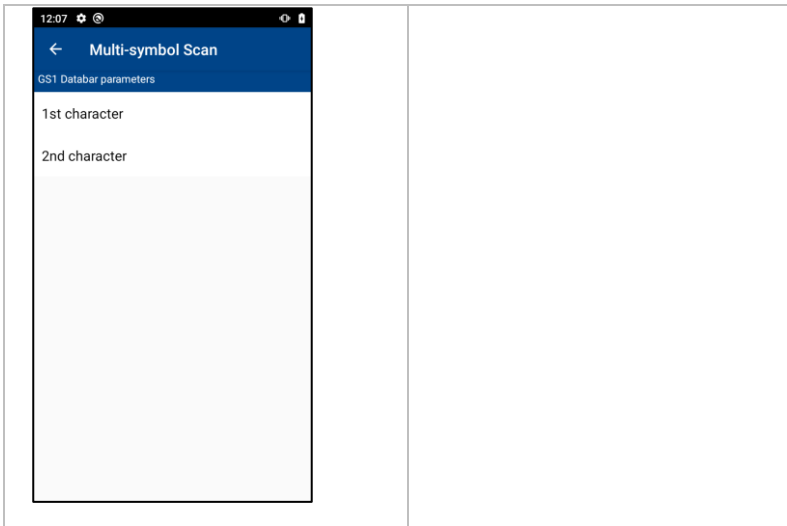 12:07
Multi-symbol Scan
GS1 Databar parameters
1st character
2nd character